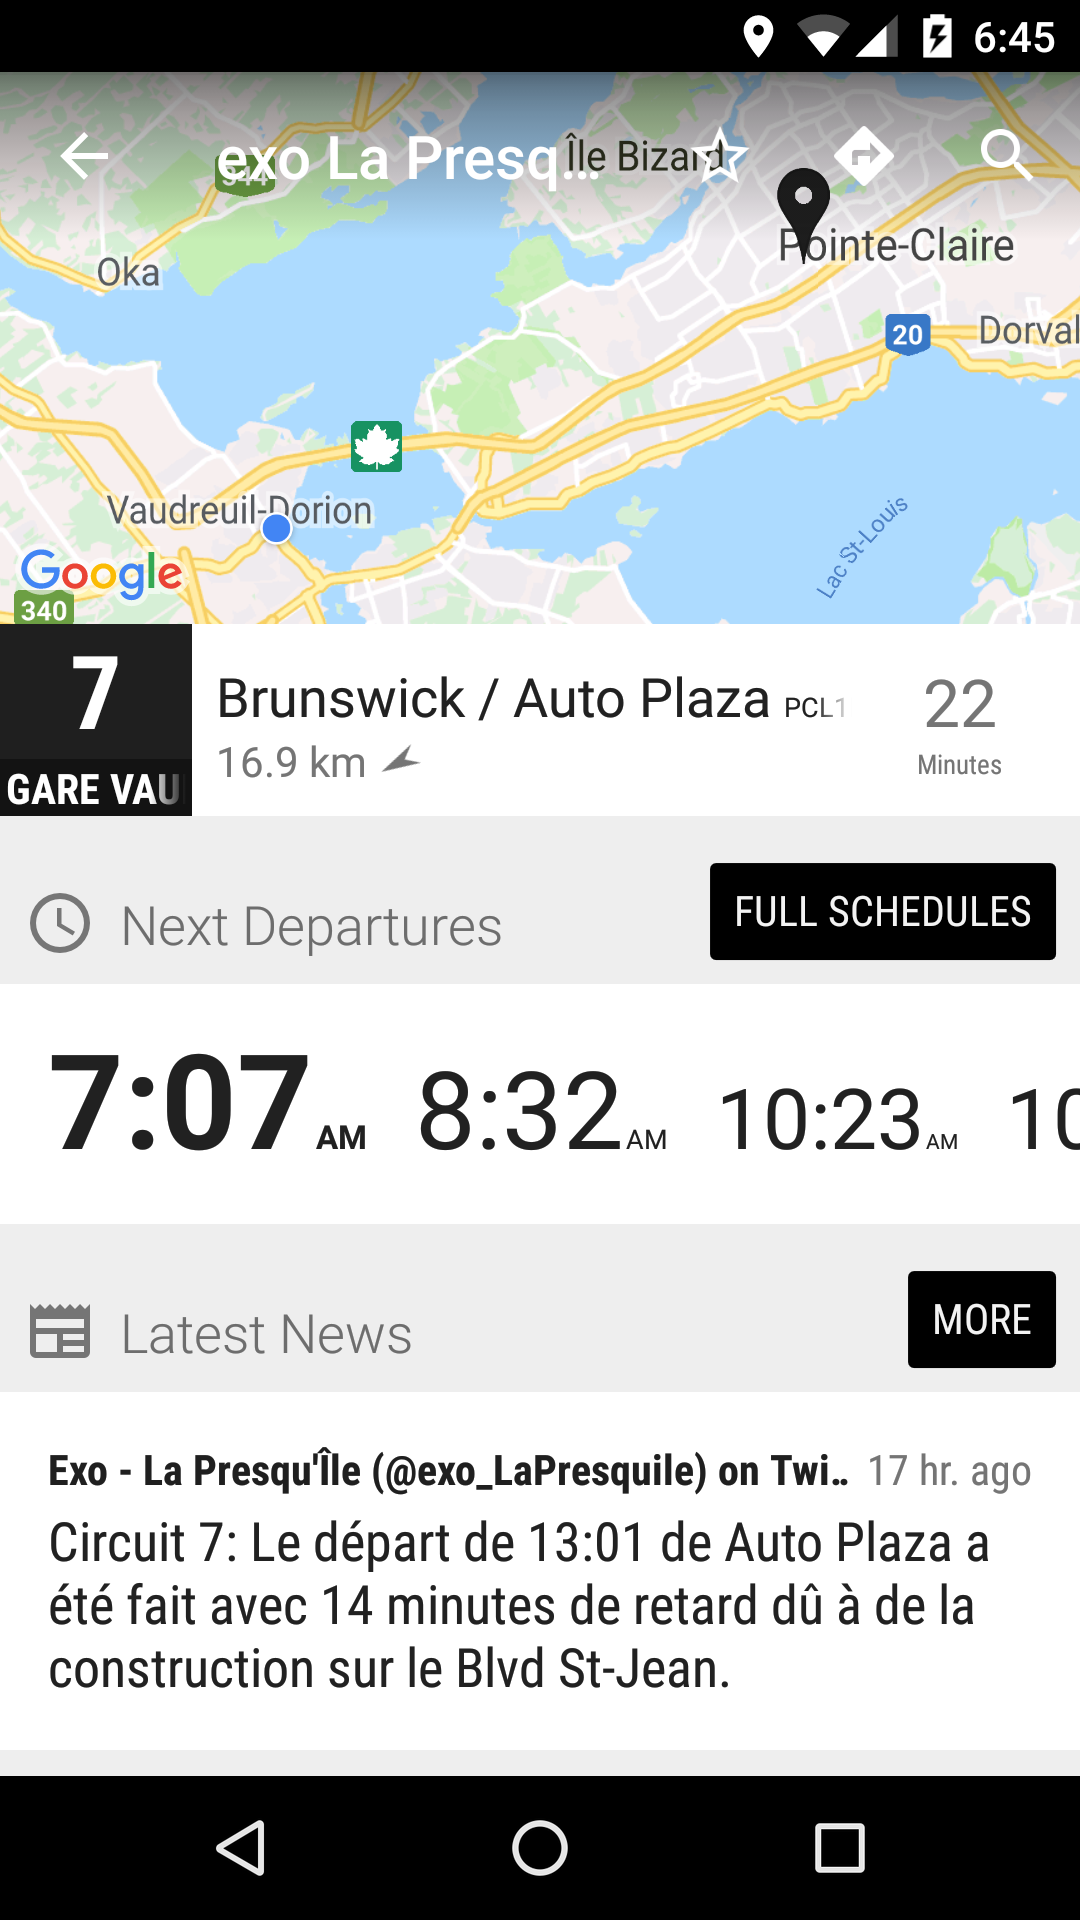 6:45
exo La Presq...
Île Bizard
344
Oka
Pointe-Claire
20
Dorval
Vaudreuil-Dorion
Lac St-Louis
Google
340
7
GARE VAU
Brunswick / Auto Plaza PCL1
16.9 km
22
Minutes
Next Departures
FULL SCHEDULES
7:07 AM 8:32 AM 10:23 AM 10
Latest News
MORE
Exo - La Presqu'Île (@exo_LaPresquile) on Twi... 17 hr. ago
Circuit 7: Le départ de 13:01 de Auto Plaza a
été fait avec 14 minutes de retard dû à de la
construction sur le Blvd St-Jean.